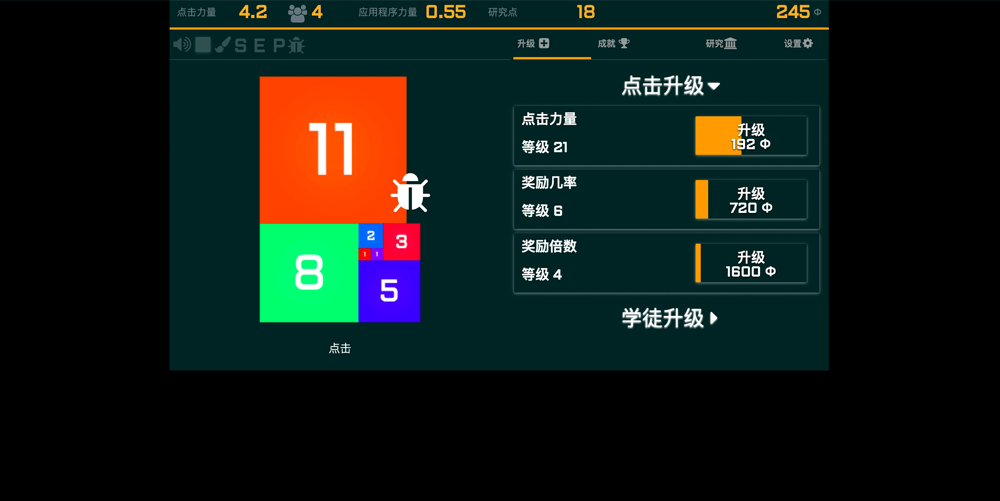 点击力量 4.2 4 应用程序力量 0.55 研究点 18 245 Φ
S E P 升级 成就 研究 设置
11
8
2
3
1 1
5
点击
点击升级
点击力量
等级 21
升级
192 Φ
奖励几率
等级 6
升级
720 Φ
奖励倍数
等级 4
升级
1600 Φ
学徒升级